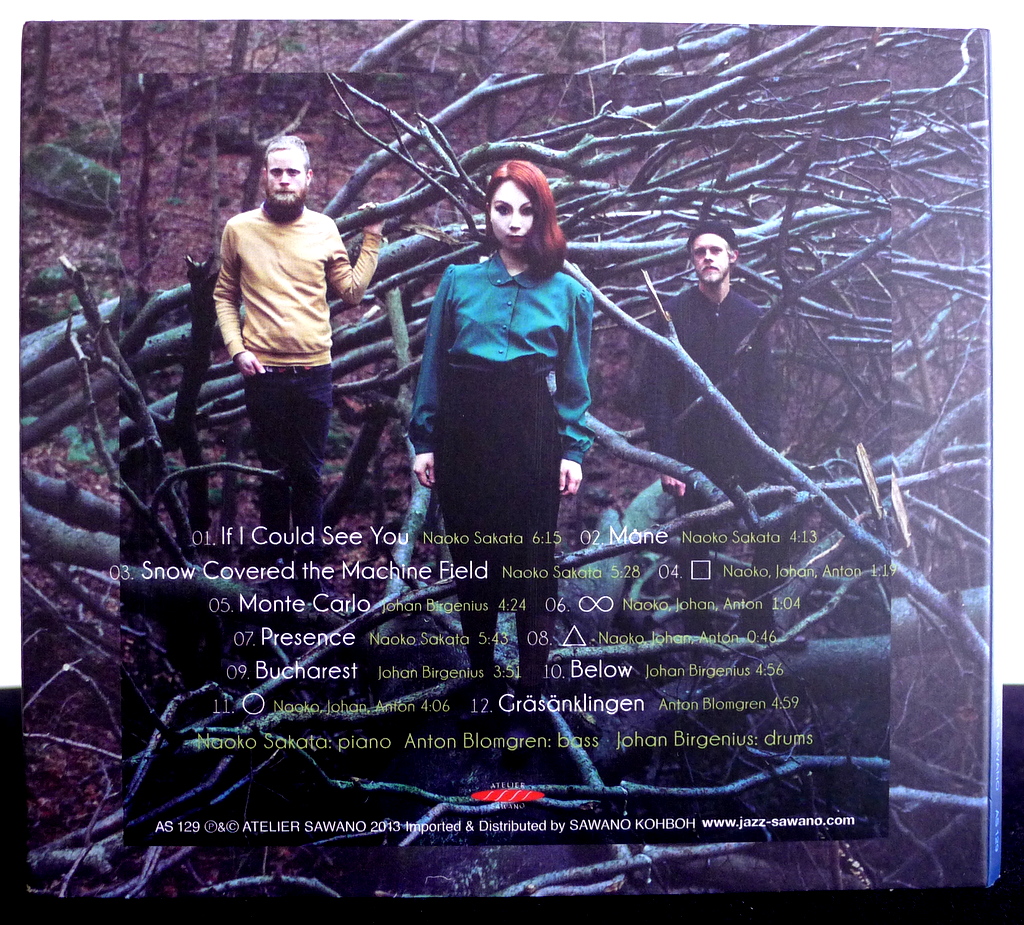 01. If I Could See You Naoko Sakata 6:15 02. Måne Naoko Sakata 4:13
03. Snow Covered the Machine Field Naoko Sakata 5:28 04. □ Naoko, Johan, Anton 1:19
05. Monte Carlo Johan Birgenius 4:24 06. ∞ Naoko, Johan, Anton 1:04
07. Presence Naoko Sakata 5:43 08. △ Naoko, Johan, Anton 0:46
09. Bucharest Johan Birgenius 3:51 10. Below Johan Birgenius 4:56
11. ○ Naoko, Johan, Anton 4:06 12. Gräsänklingen Anton Blomgren 4:59
Naoko Sakata: piano Anton Blomgren: bass Johan Birgenius: drums
ATELIER
SAWANO
AS 129 ℗&© ATELIER SAWANO 2013 Imported & Distributed by SAWANO KOHBOH www.jazz-sawano.com